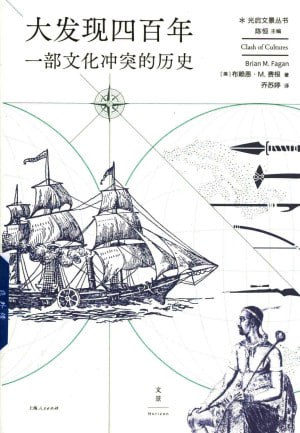 大发现四百年
一部文化冲突的历史
光启文景丛书
陈恒 主编
Clash of Cultures
Brian M. Fagan
[美] 布赖恩·M. 费根 著
乔苏婷 译
文景
Horizon
上海人民出版社